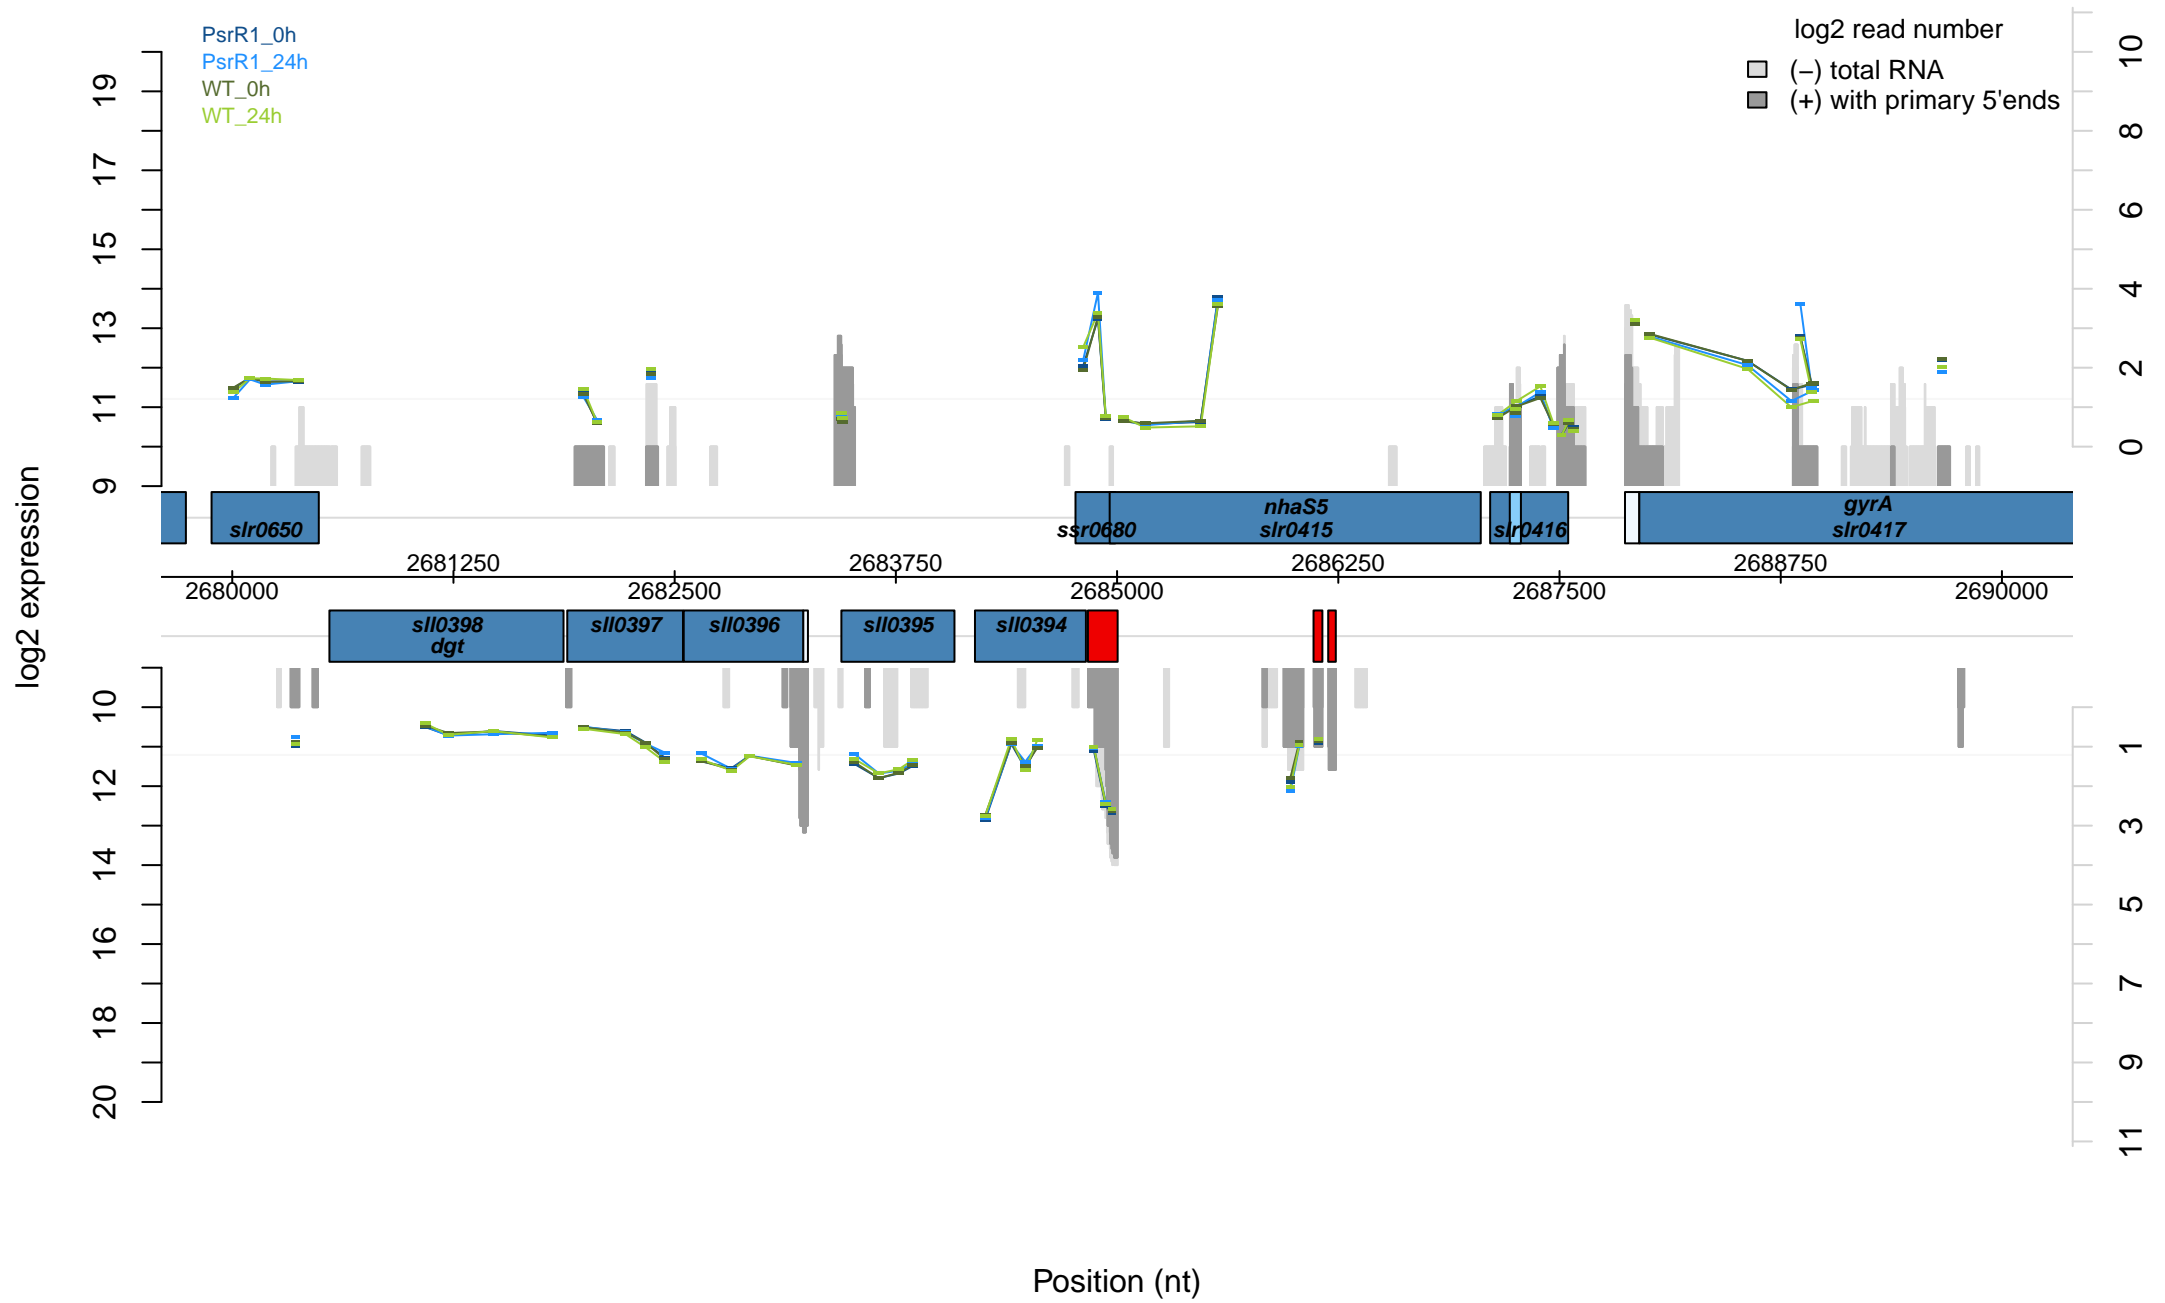 PsrR1_0h
PsrR1_24h
WT_0h
WT_24h
log2 read number
(−) total RNA
(+) with primary 5'ends
19
17
15
13
11
9
10
8
6
4
2
0
log2 expression
nhaS5
gyrA
slr0650
ssr0680
slr0415
slr0416
slr0417
2681250
2683750
2686250
2688750
2680000
2682500
2685000
2687500
2690000
sll0398
sll0397
sll0396
sll0395
sll0394
dgt
10
12
14
16
18
20
1
3
5
7
9
11
Position (nt)